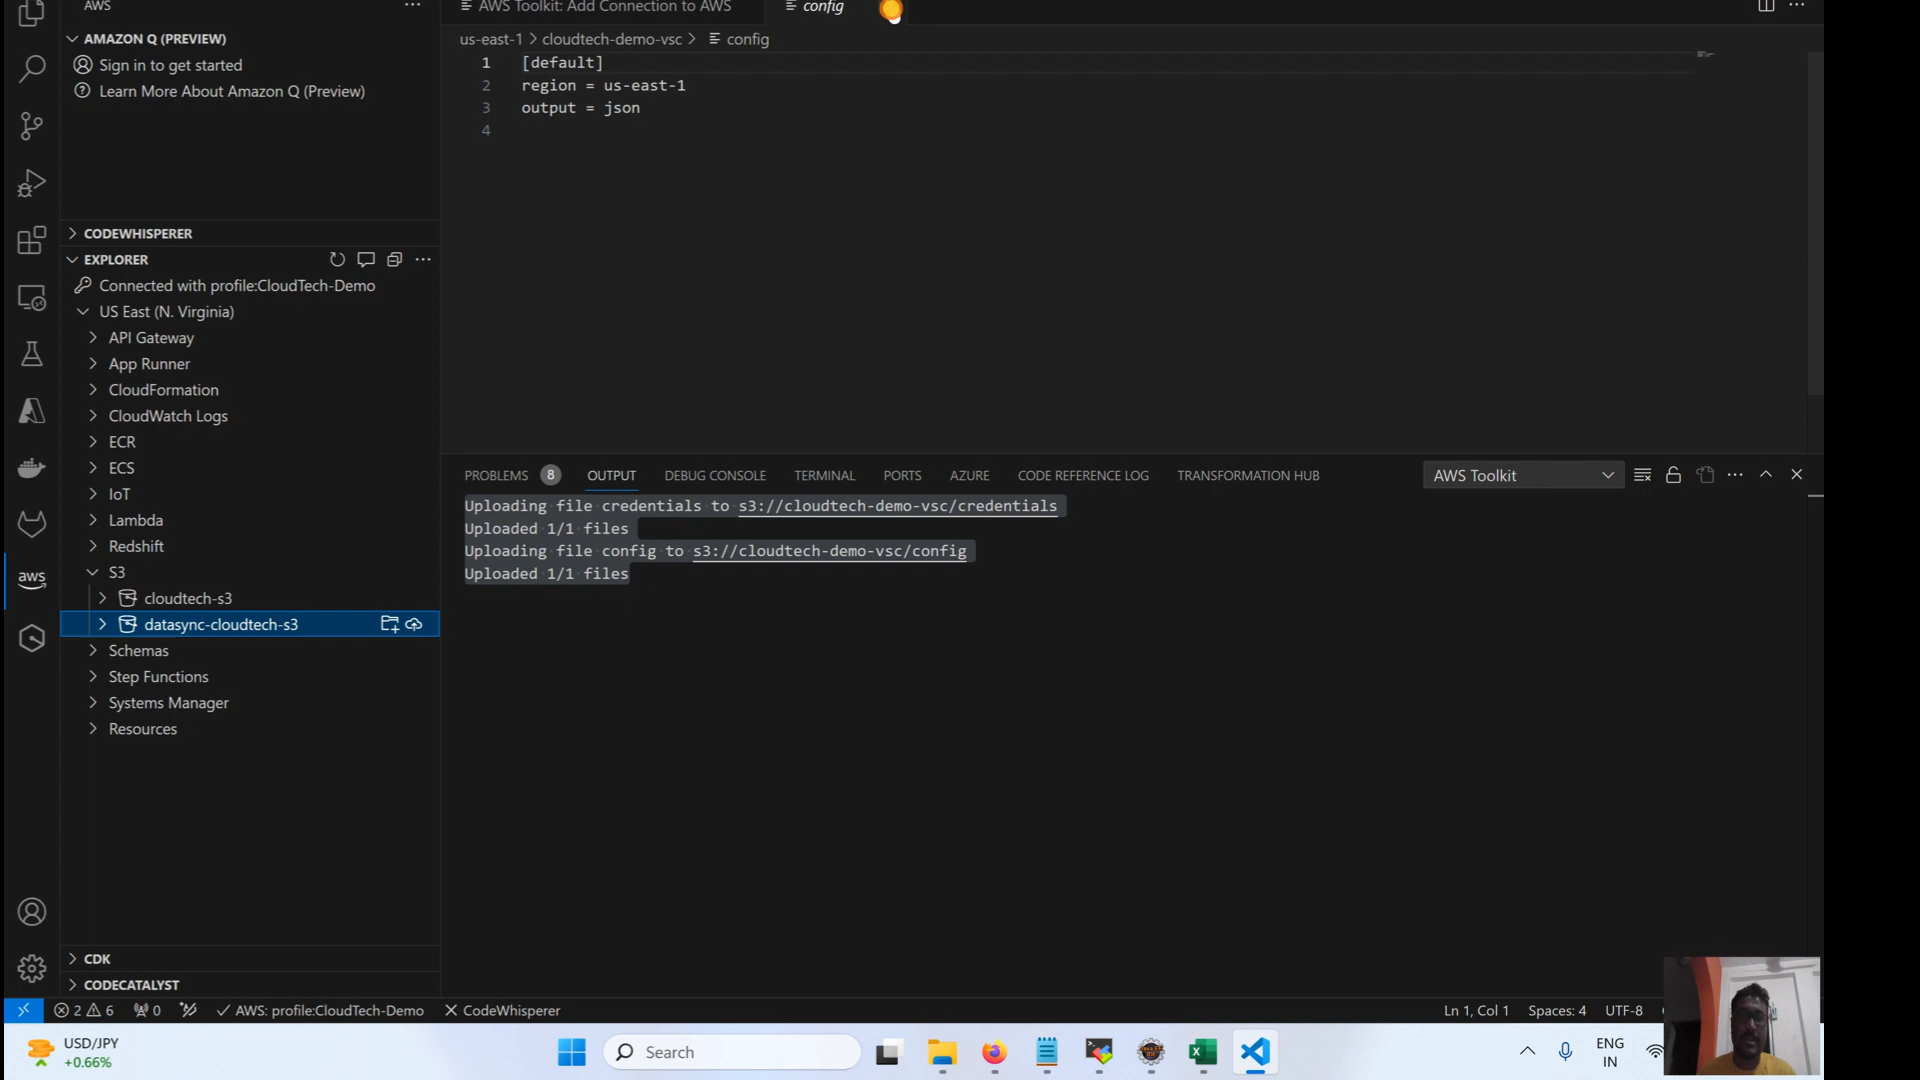 AWS
AMAZON Q (PREVIEW)
Sign in to get started
Learn More About Amazon Q (Preview)
CODEWHISPERER
EXPLORER
Connected with profile:CloudTech-Demo
US East (N. Virginia)
API Gateway
App Runner
CloudFormation
CloudWatch Logs
ECR
ECS
IoT
Lambda
Redshift
aws
S3
cloudtech-s3
datasync-cloudtech-s3
Schemas
Step Functions
Systems Manager
Resources
CDK
CODECATALYST
AWS Toolkit: Add Connection to AWS
config
us-east-1 > cloudtech-demo-vsc > config
1 [default]
2 region = us-east-1
3 output = json
4
PROBLEMS 8 OUTPUT DEBUG CONSOLE TERMINAL PORTS AZURE CODE REFERENCE LOG TRANSFORMATION HUB AWS Toolkit
Uploading file credentials to s3://cloudtech-demo-vsc/credentials
Uploaded 1/1 files
Uploading file config to s3://cloudtech-demo-vsc/config
Uploaded 1/1 files
2 6 0 AWS: profile:CloudTech-Demo CodeWhisperer Ln 1, Col 1 Spaces: 4 UTF-8
USD/JPY
+0.66%
Search
ENG
IN